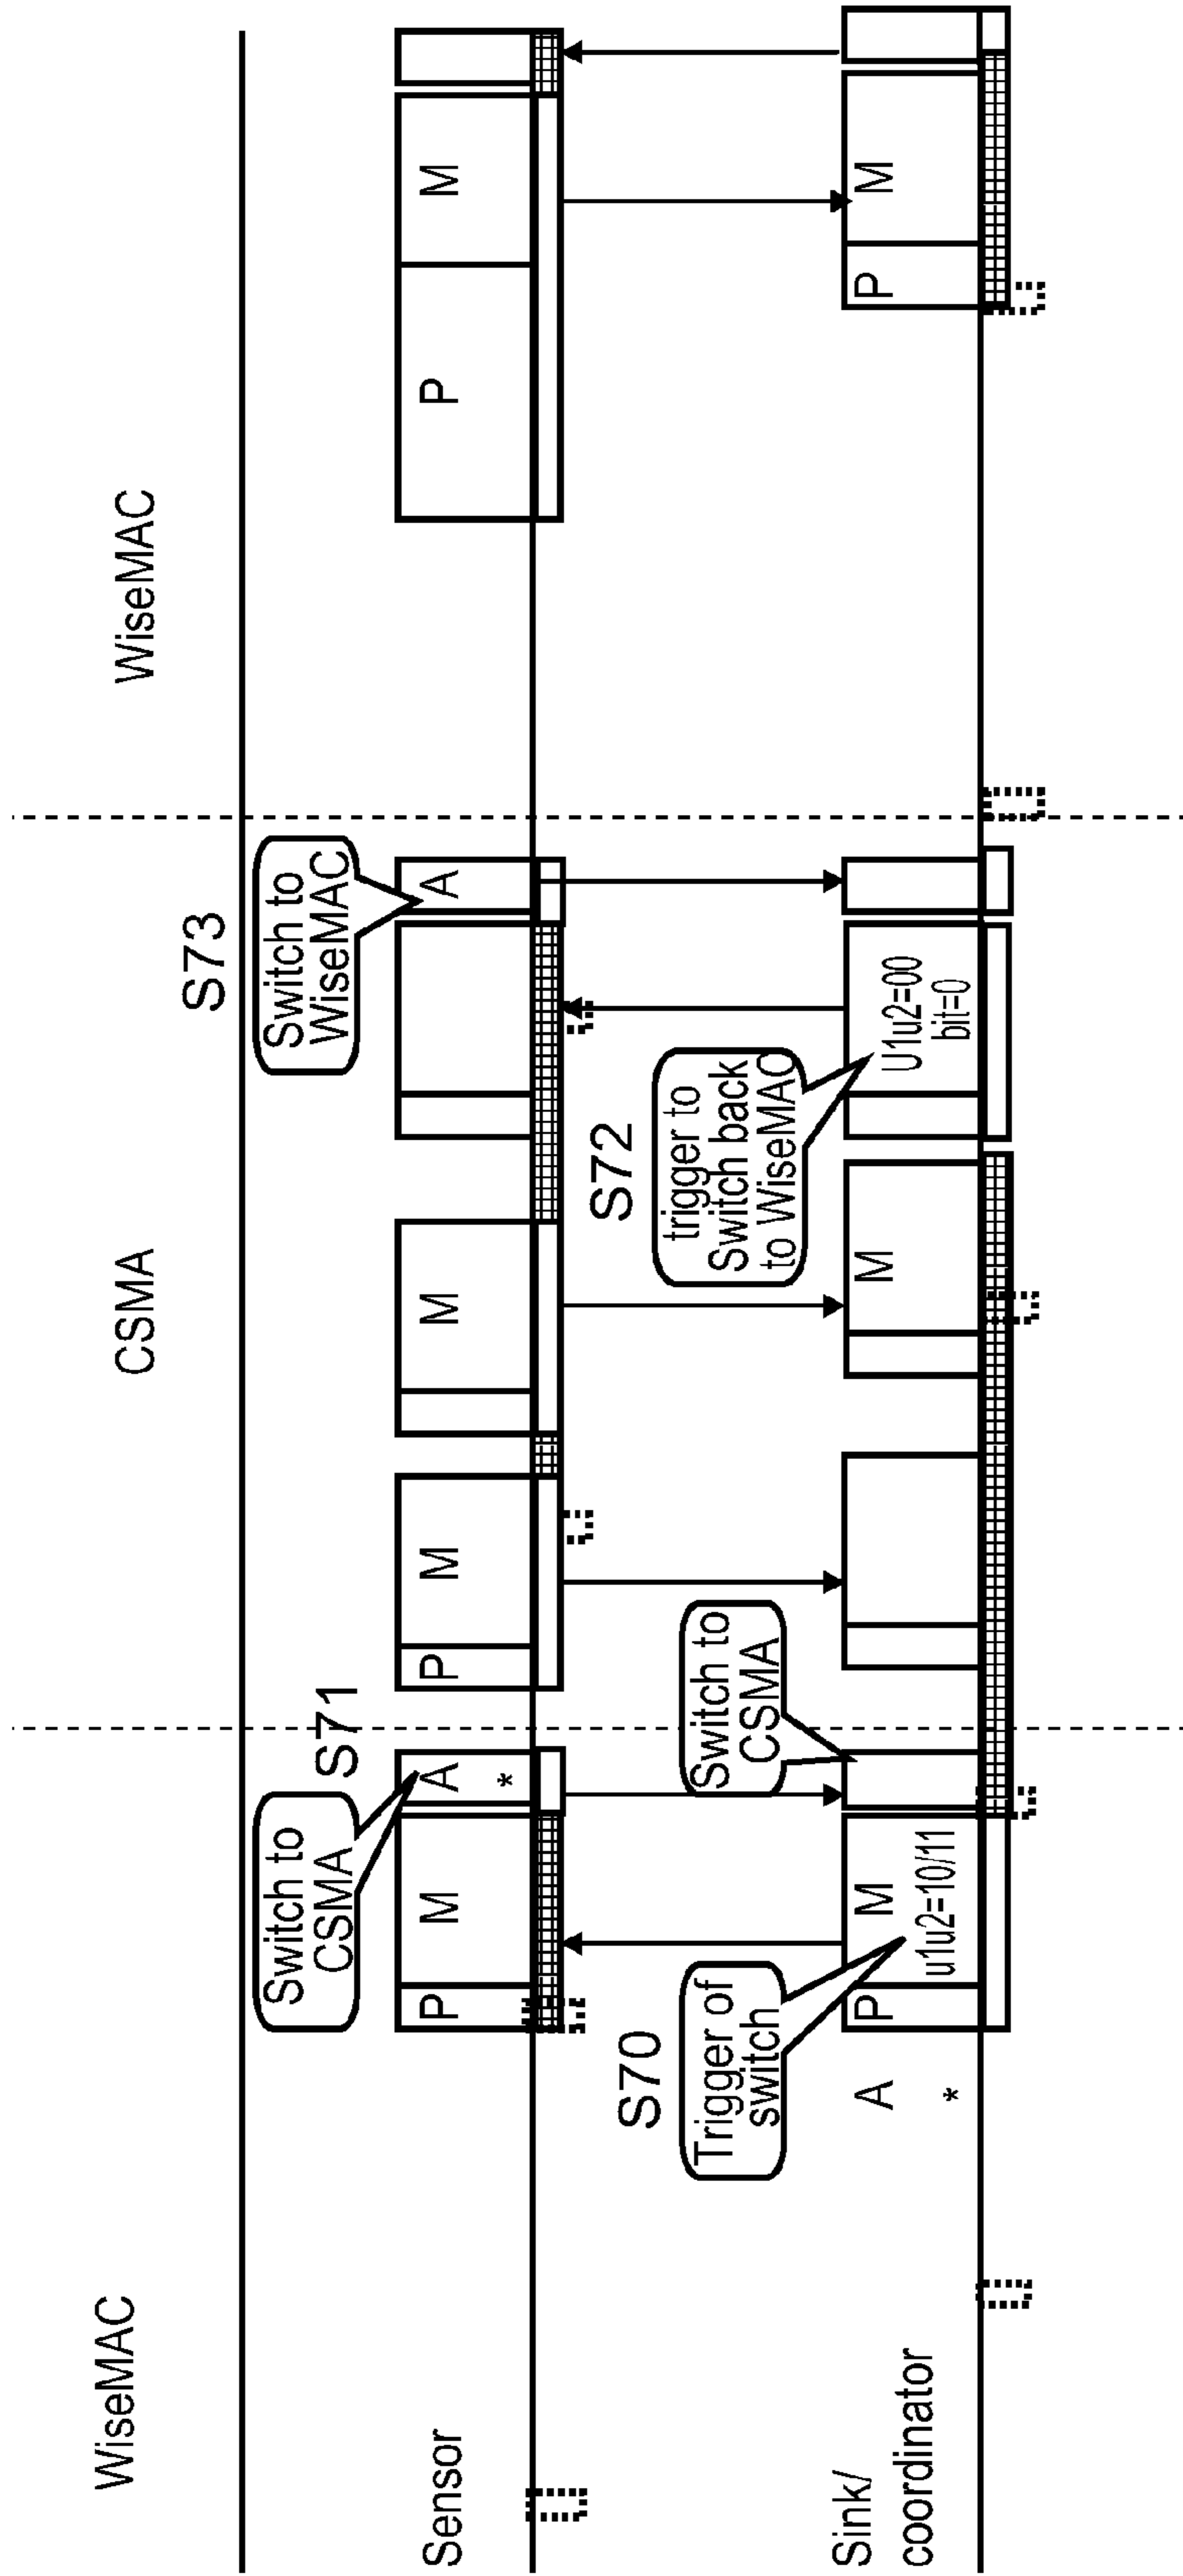 WiseMAC
CSMA
WiseMAC
S73
Switch to
CSMA
S71
Switch to
WiseMAC
Sensor
P
M
A
*
P
M
M
A
P
M
S70
Trigger of
switch
Switch to
CSMA
S72
trigger to
Switch back
to WiseMAC
Sink/
coordinator
A
*
P
M
u1u2=10/11
M
U1u2=00
bit=0
P
M